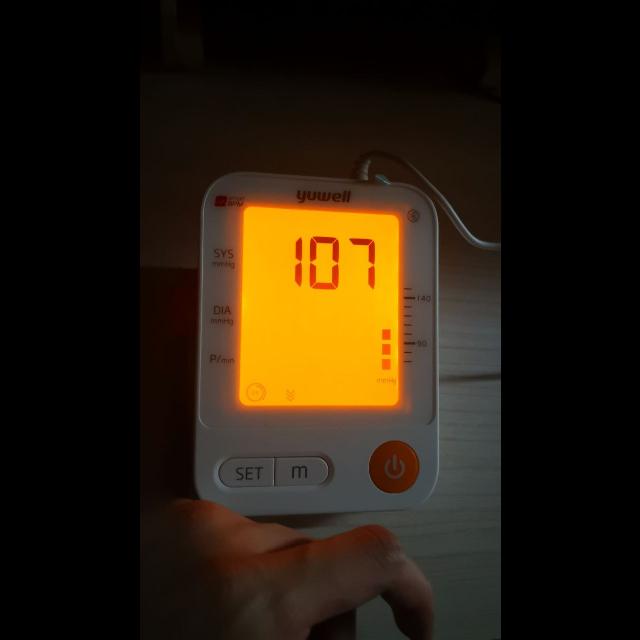 yuwell
SYS
mmHg
107
140
DIA
mmHg
90
P/min
mmHg
SET
m